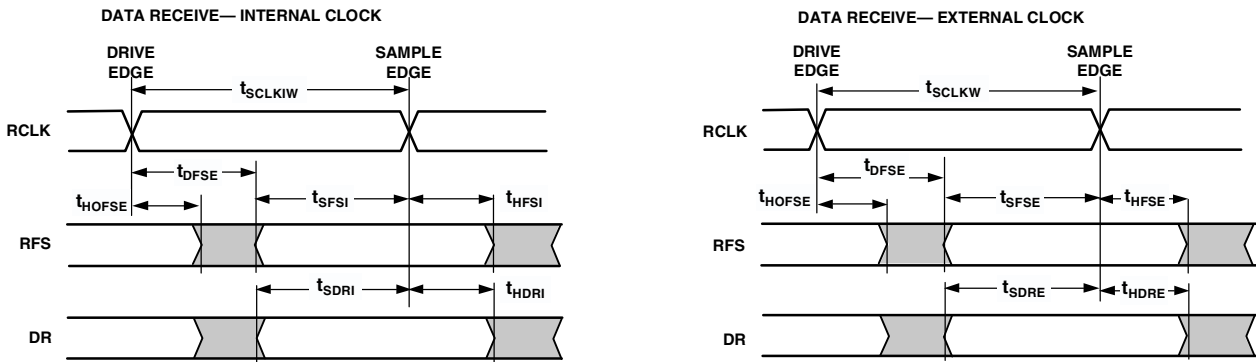 DATA RECEIVE— INTERNAL CLOCK
DRIVE
EDGE
SAMPLE
EDGE
tSCLKIW
RCLK
tDFSE
tHOFSE
tSFSI
tHFSI
RFS
tSDRI
tHDRI
DR
DATA RECEIVE— EXTERNAL CLOCK
DRIVE
EDGE
SAMPLE
EDGE
tSCLKW
RCLK
tDFSE
tHOFSE
tSFSE
tHFSE
RFS
tSDRE
tHDRE
DR